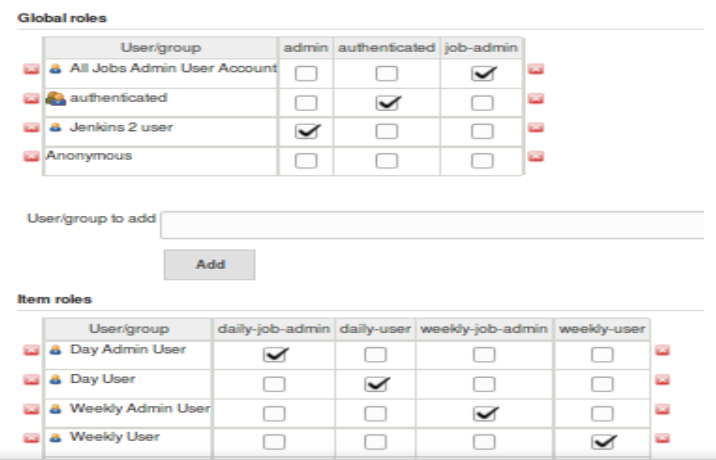 Global roles
User/group admin authenticated job-admin
All Jobs Admin User Account
authenticated
Jenkins 2 user
Anonymous
User/group to add
Add
Item roles
User/group daily-job-admin daily-user weekly-job-admin weekly-user
Day Admin User
Day User
Weekly Admin User
Weekly User